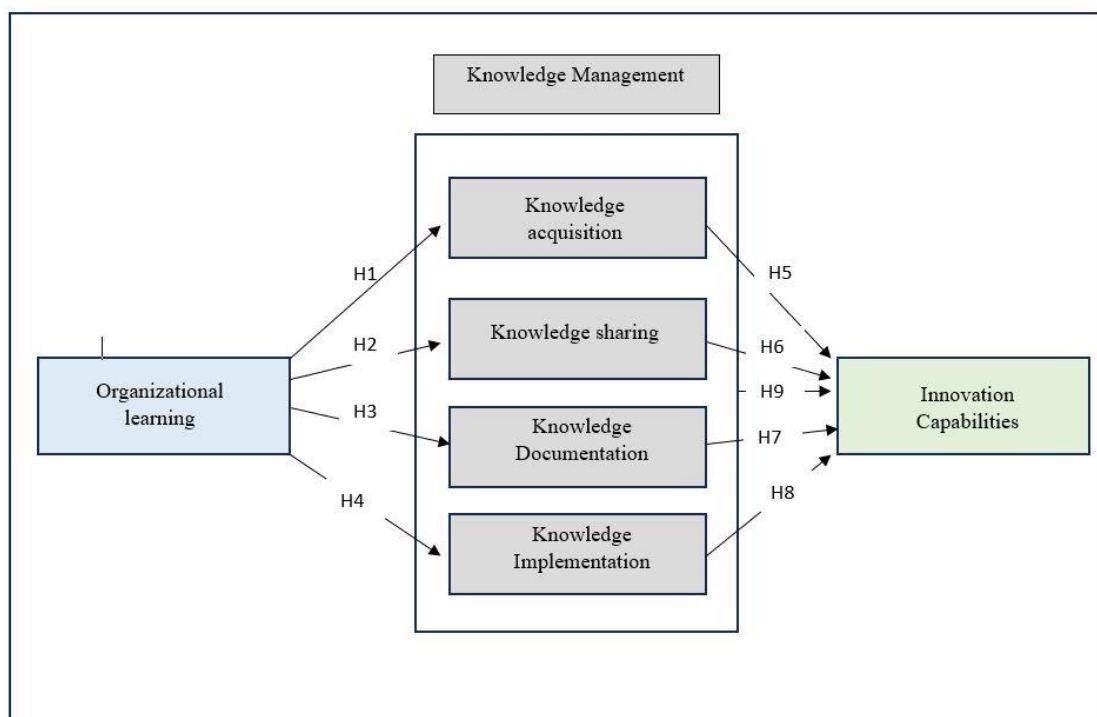 Knowledge Management
Knowledge
acquisition
H1
H5
Knowledge sharing
H2
H6
Organizational
learning
H9
Innovation
Capabilities
H3
Knowledge
Documentation
H7
H4
H8
Knowledge
Implementation